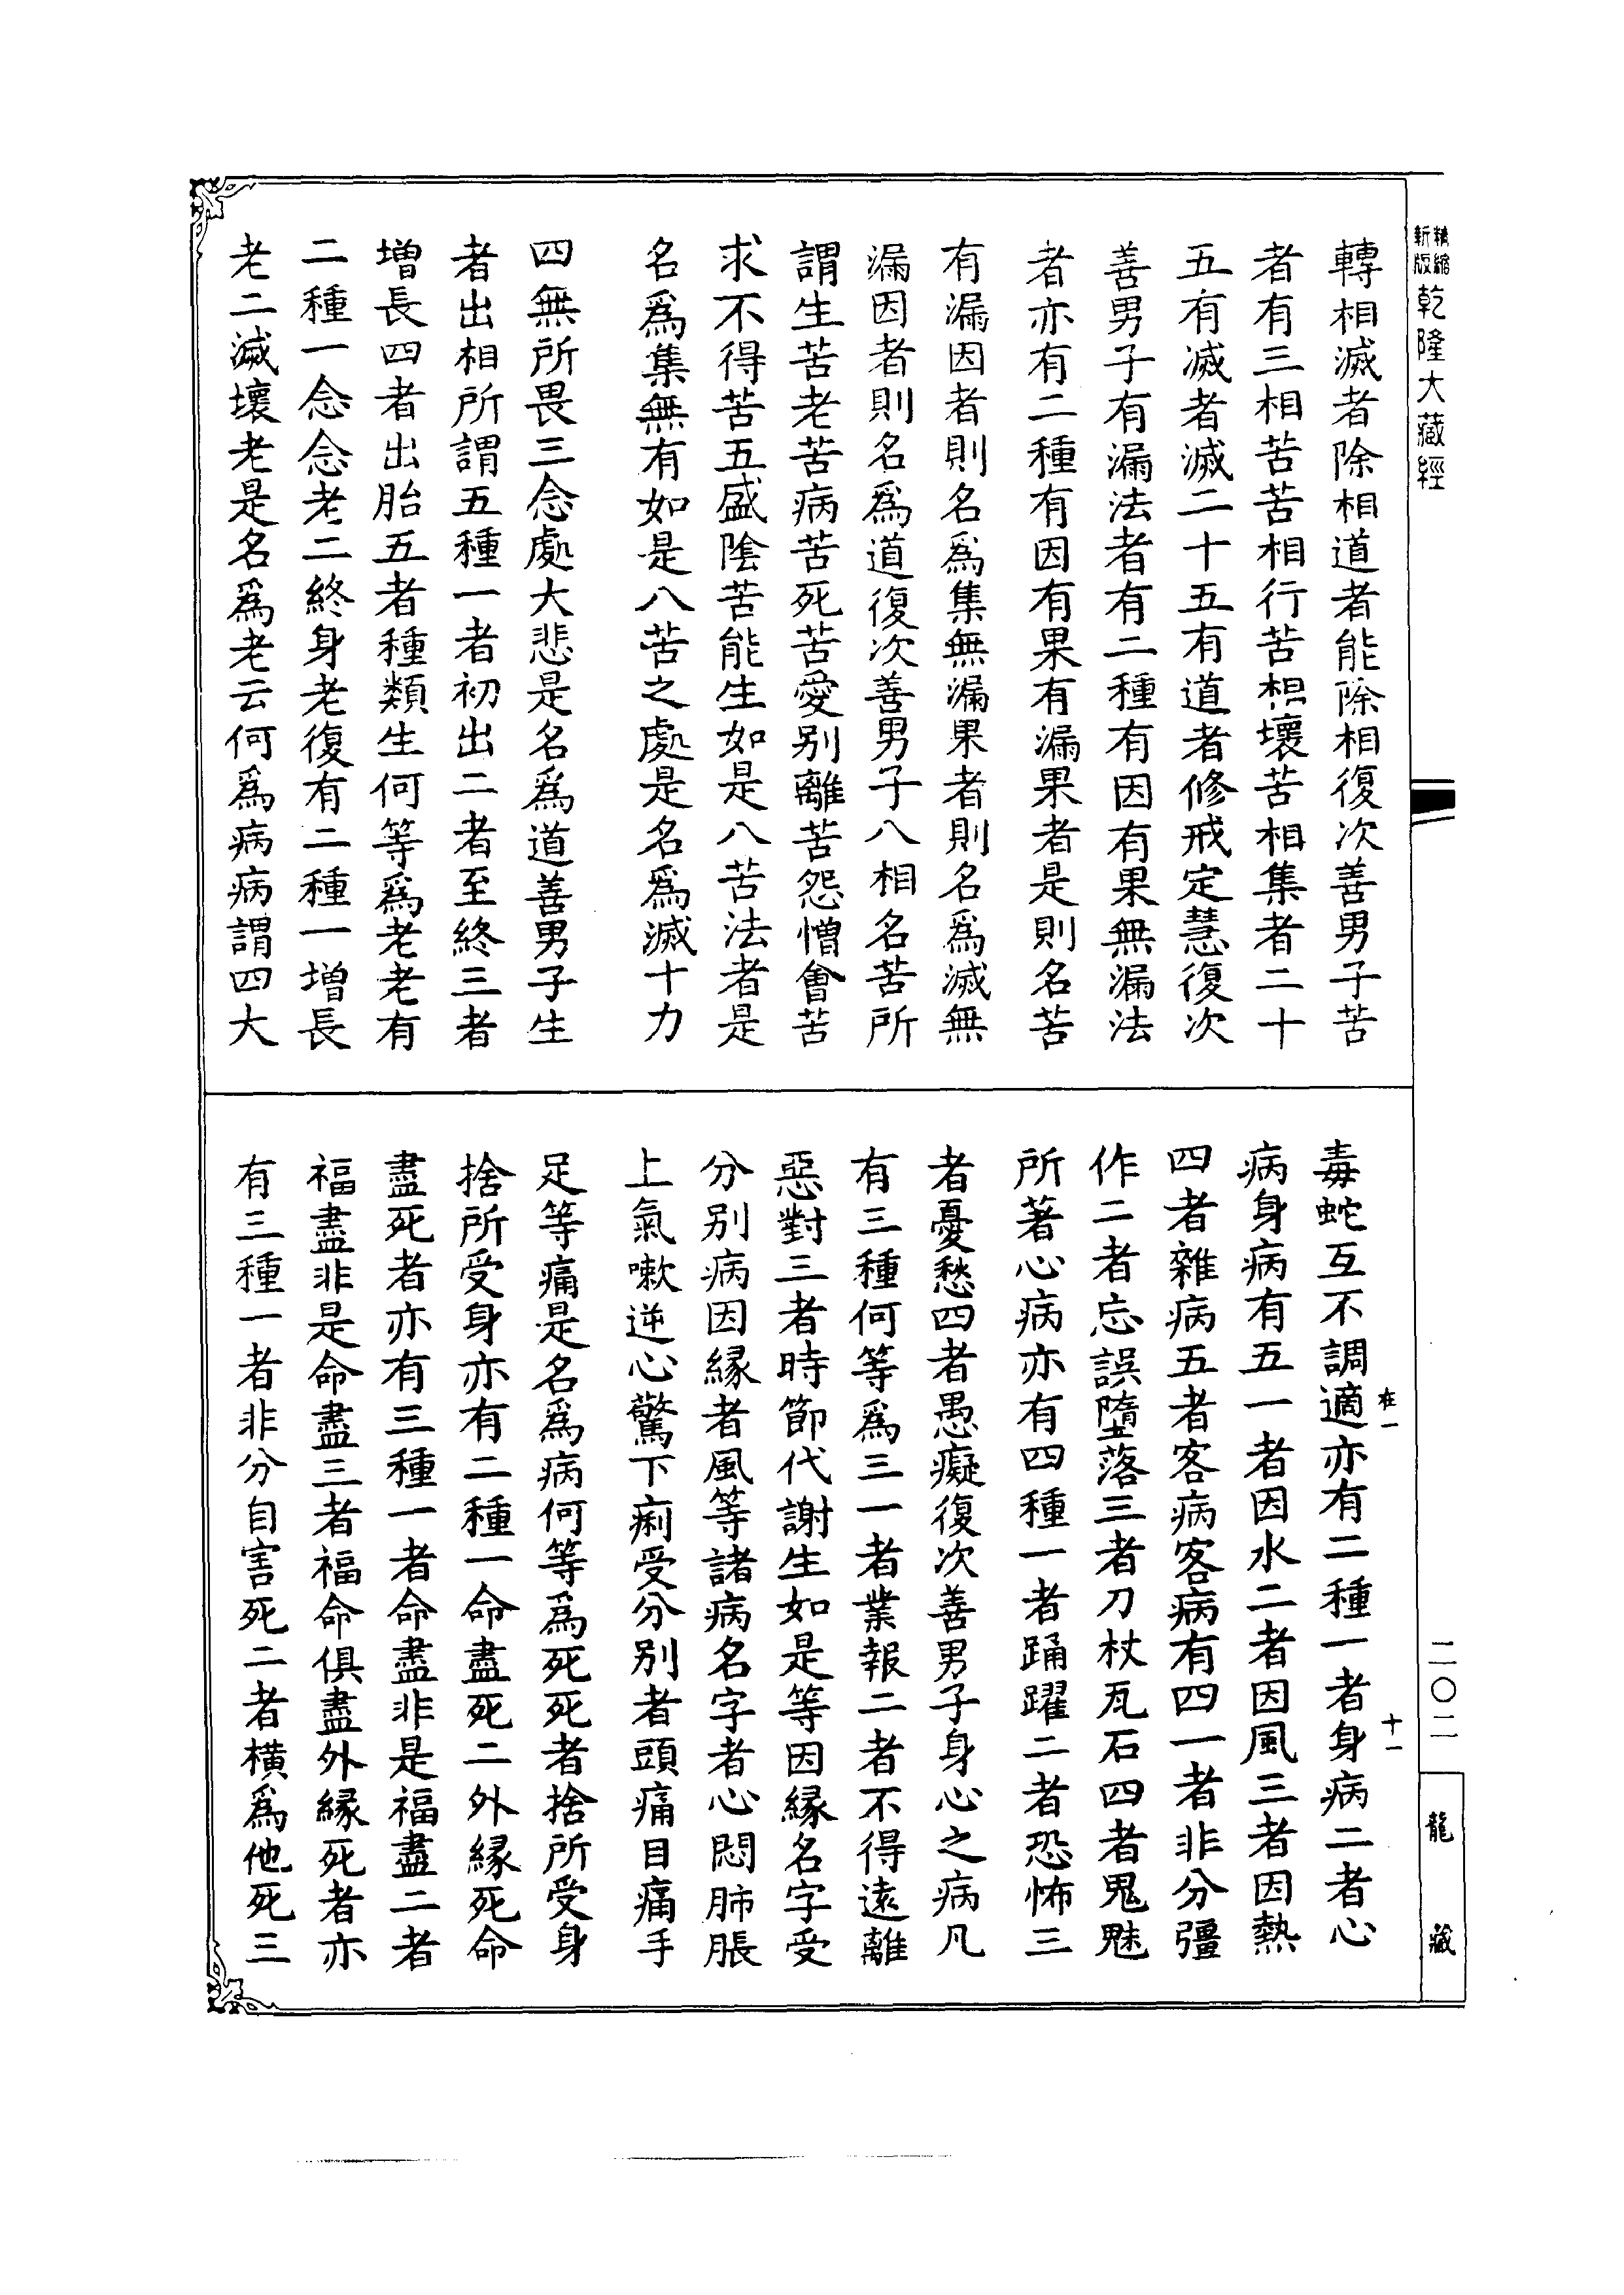 精縮
新版
乾隆大藏經
轉相滅者除相道者能除相復次善男子苦
者有三相苦苦相行苦相壞苦相集者二十
五有滅者滅二十五有道者修戒定慧復次
善男子有漏法者有二種有因有果無漏法
者亦有二種有因有果有漏果者是則名苦
有漏因者則名爲集無漏果者則名爲滅無
漏因者則名爲道復次善男子八相名苦所
謂生苦老苦病苦死苦愛别離苦怨憎會苦
求不得苦五盛陰苦能生如是八苦法者是
名爲集無有如是八苦之處是名爲滅十力
四無所畏三念處大悲是名爲道善男子生
者出相所謂五種一者初出二者至終三者
增長四者出胎五者種類生何等爲老老有
二種一念念老二終身老復有二種一增長
老二滅壞老是名爲老云何爲病病謂四大
毒蛇互不調適亦有二種一者身病二者心
病身病有五一者因水二者因風三者因熱
四者雜病五者客病客病有四一者非分彊
作二者忘誤墮落三者刀杖瓦石四者鬼魅
所著心病亦有四種一者踊躍二者恐怖三
者憂愁四者愚癡復次善男子身心之病凡
有三種何等爲三一者業報二者不得遠離
惡對三者時節代謝生如是等因緣名字受
分别病因緣者風等諸病名字者心悶肺脹
上氣嗽逆心驚下痢受分别者頭痛目痛手
足等痛是名爲病何等爲死死者捨所受身
捨所受身亦有二種一命盡死二外緣死命
盡死者亦有三種一者命盡非是福盡二者
福盡非是命盡三者福命俱盡外緣死者亦
有三種一者非分自害死二者横爲他死三
在一
十一
二〇二
龍藏